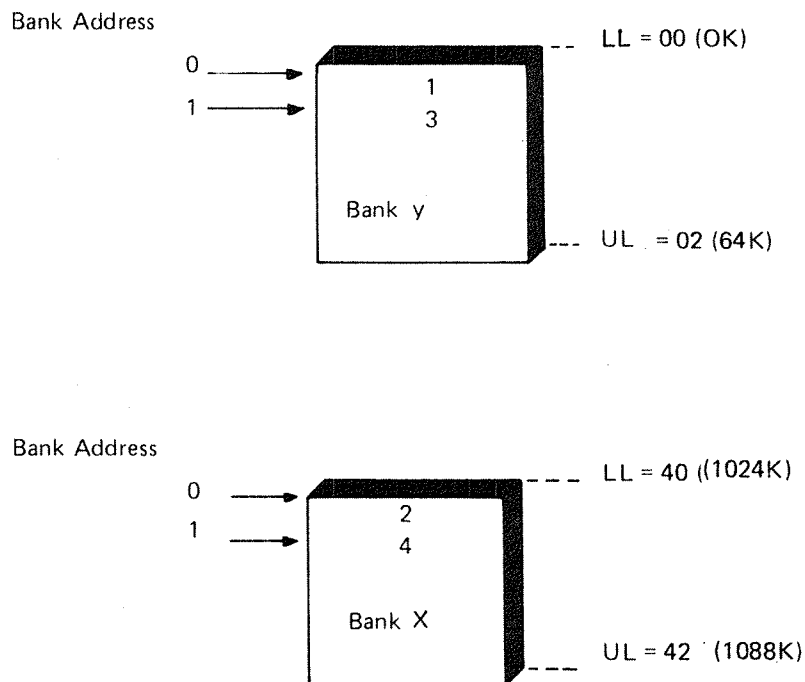 Bank Address
LL = 00 (OK)
0
1
1
3
Bank y
UL = 02 (64K)
Bank Address
LL = 40 ((1024K)
0
2
1
4
Bank X
UL = 42 (1088K)